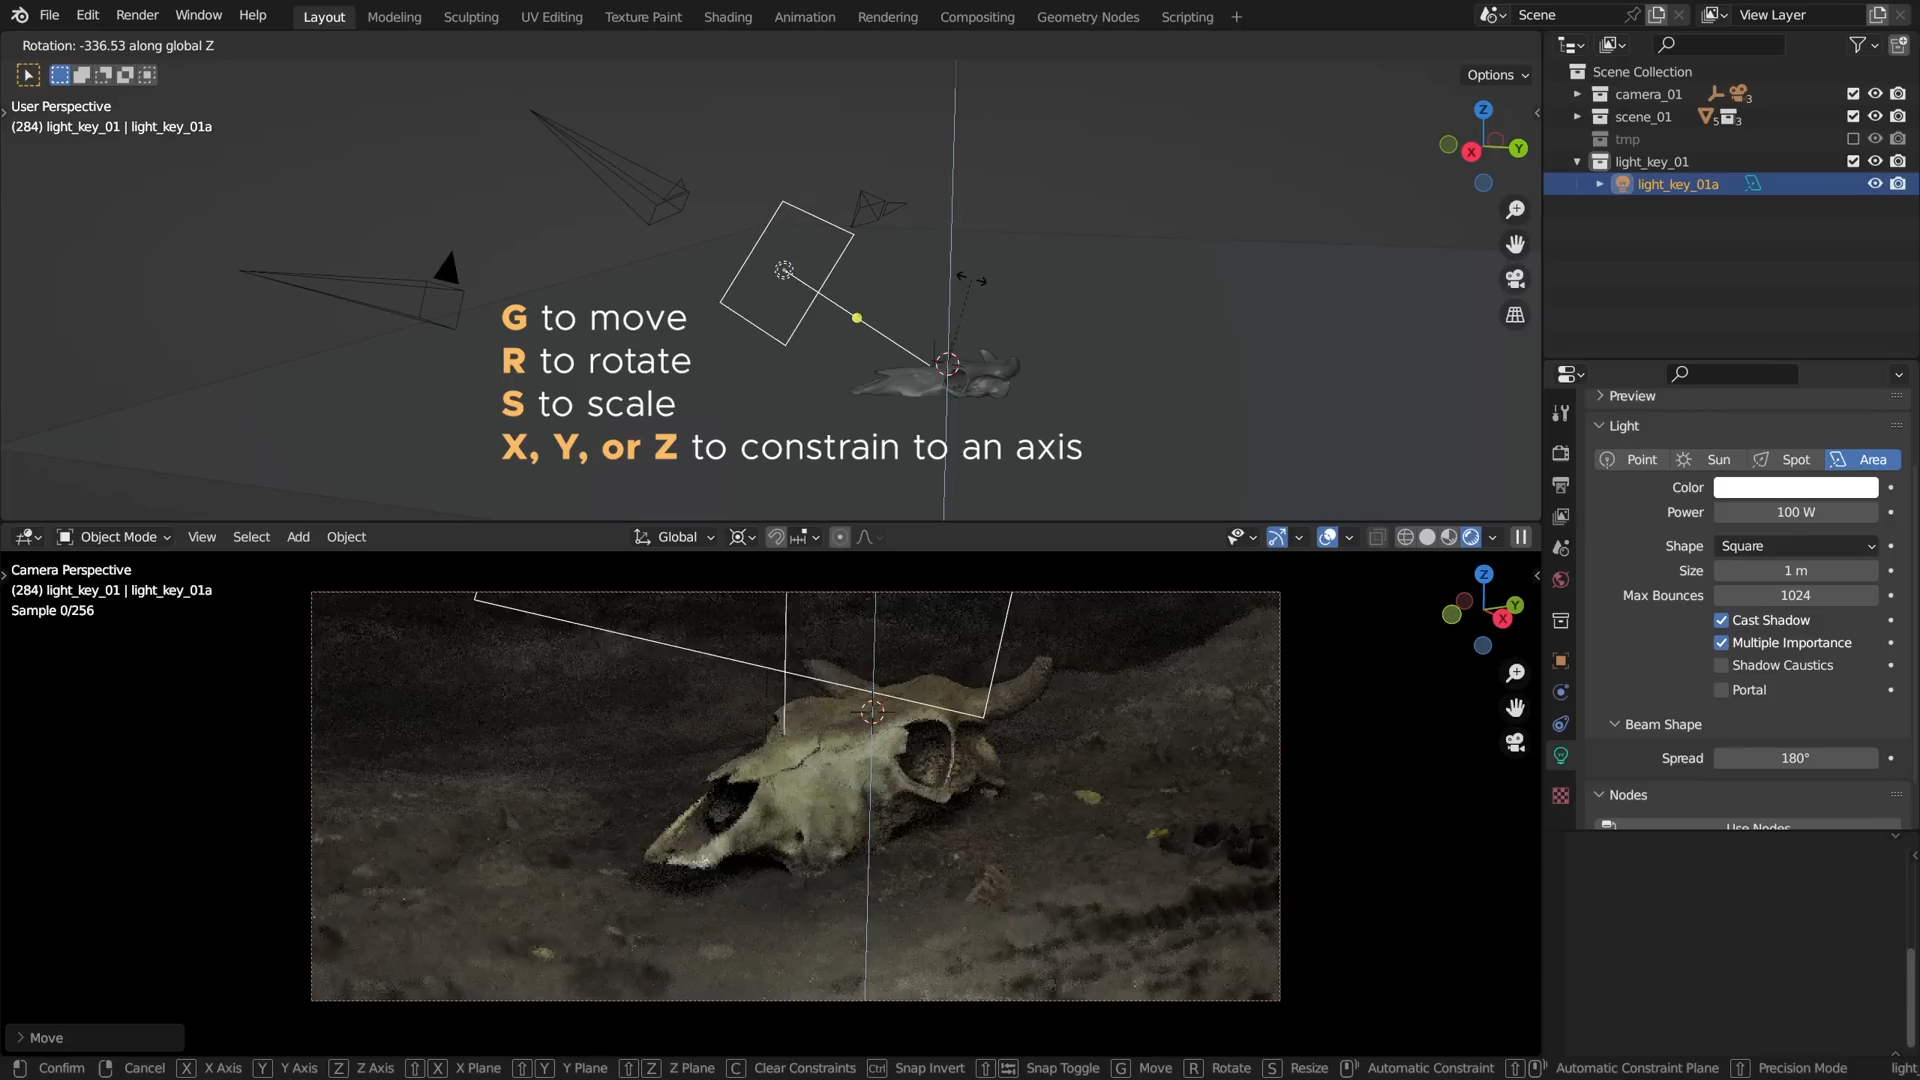 File Edit Render Window Help Layout Modeling Sculpting UV Editing Texture Paint Shading Animation Rendering Compositing Geometry Nodes Scripting + Scene View Layer
Rotation: -336.53 along global Z
Options
User Perspective
(284) light_key_01 | light_key_01a
Z
Y
X
G to move
R to rotate
S to scale
X, Y, or Z to constrain to an axis
Object Mode View Select Add Object Global
Camera Perspective
(284) light_key_01 | light_key_01a
Sample 0/256
Z
Y
X
Move
Scene Collection
camera_01 3
scene_01 5 3
tmp
light_key_01
light_key_01a
Preview
Light
Point Sun Spot Area
Color
Power 100 W
Shape Square
Size 1 m
Max Bounces 1024
Cast Shadow
Multiple Importance
Shadow Caustics
Portal
Beam Shape
Spread 180°
Nodes
Use Nodes
Confirm Cancel X X Axis Y Y Axis Z Z Axis X X Plane Y Y Plane Z Z Plane C Clear Constraints Ctrl Snap Invert Snap Toggle G Move R Rotate S Resize Automatic Constraint Automatic Constraint Plane Precision Mode light_